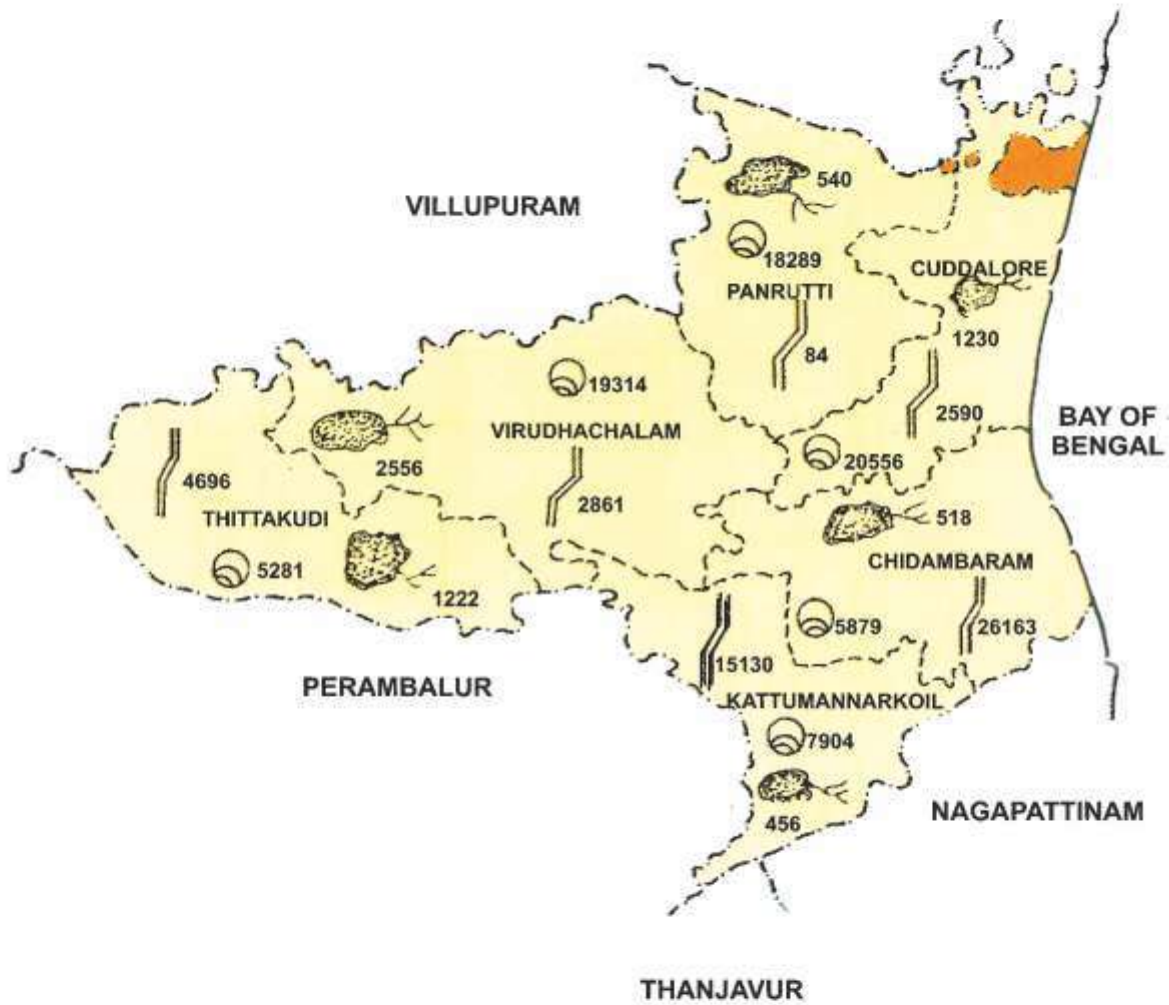 540
VILLUPURAM
18289
CUDDALORE
PANRUTTI
1230
84
19314
2590
BAY OF
BENGAL
VIRUDHACHALAM
20556
2556
4696
2861
518
THITTAKUDI
CHIDAMBARAM
5281
1222
5879
26163
15130
PERAMBALUR
KATTUMANNARKOIL
7904
NAGAPATTINAM
456
THANJAVUR